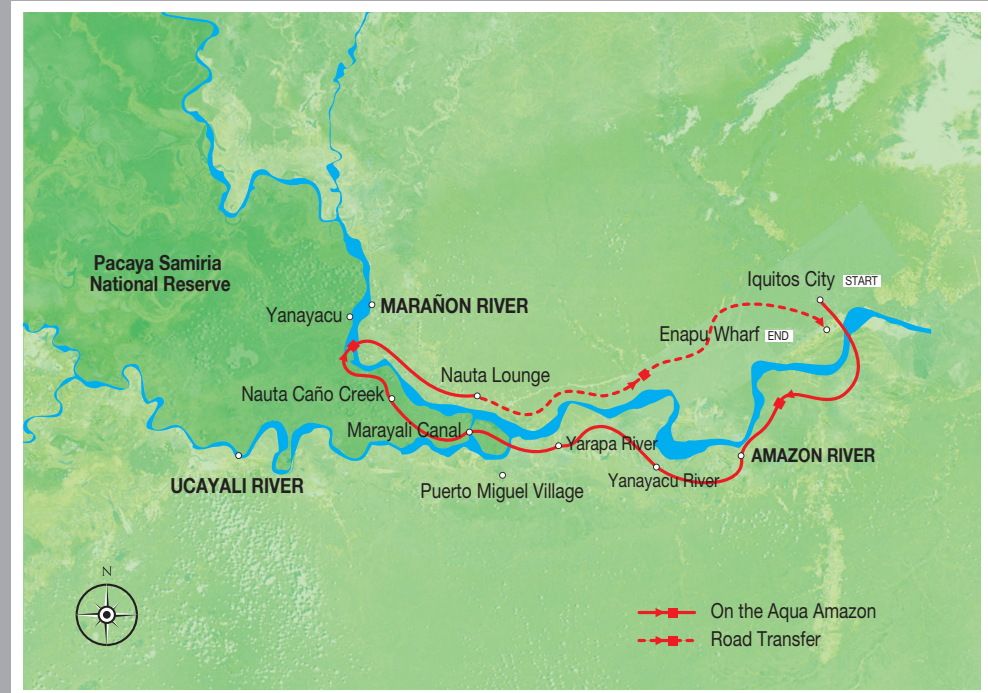 Iquitos City START
Pacaya Samiria
National Reserve
MARAÑON RIVER
Yanayacu
Enapu Wharf END
Nauta Lounge
Nauta Caño Creek
Marayali Canal
Yarapa River
AMAZON RIVER
Yanayacu River
UCAYALI RIVER
Puerto Miguel Village
N
On the Aqua Amazon
Road Transfer